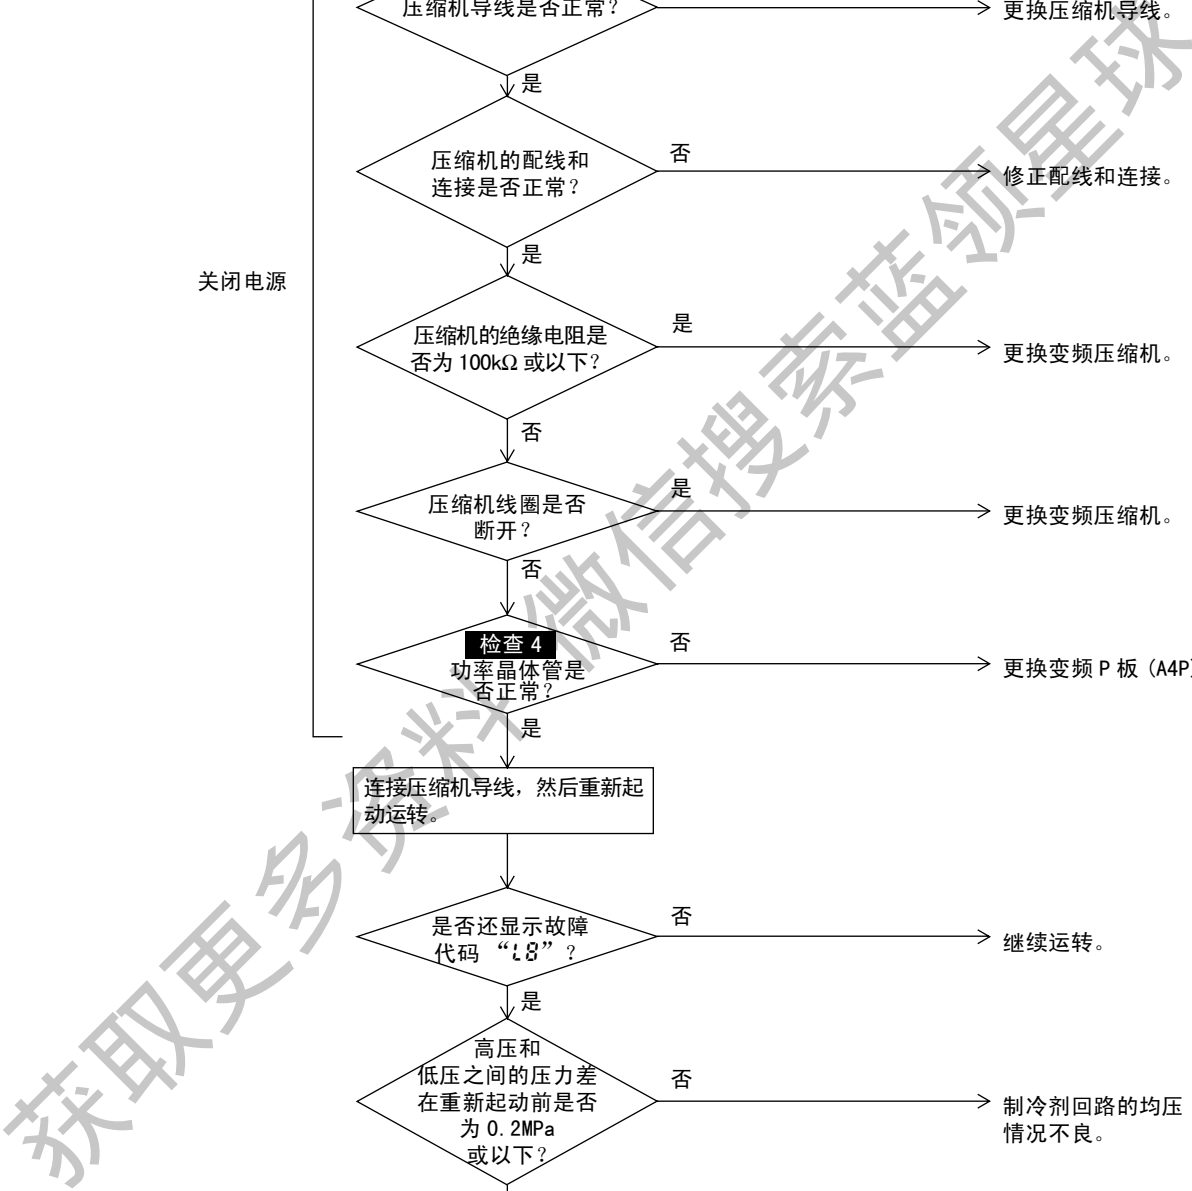 压缩机导线是否正常?
更换压缩机导线。
是
压缩机的配线和
连接是否正常?
否
修正配线和连接。
是
关闭电源
压缩机的绝缘电阻是
否为 100kΩ 或以下?
是
更换变频压缩机。
否
压缩机线圈是否
断开?
是
更换变频压缩机。
否
检查 4
功率晶体管是
否正常?
否
更换变频 P 板 (A4P)
是
连接压缩机导线，然后重新起
动运转。
是否还显示故障
代码 “L8”?
否
继续运转。
是
高压和
低压之间的压力差
在重新起动前是否
为 0.2MPa
或以下?
否
制冷剂回路的均压
情况不良。
获取更多资料 微信搜索蓝领星球